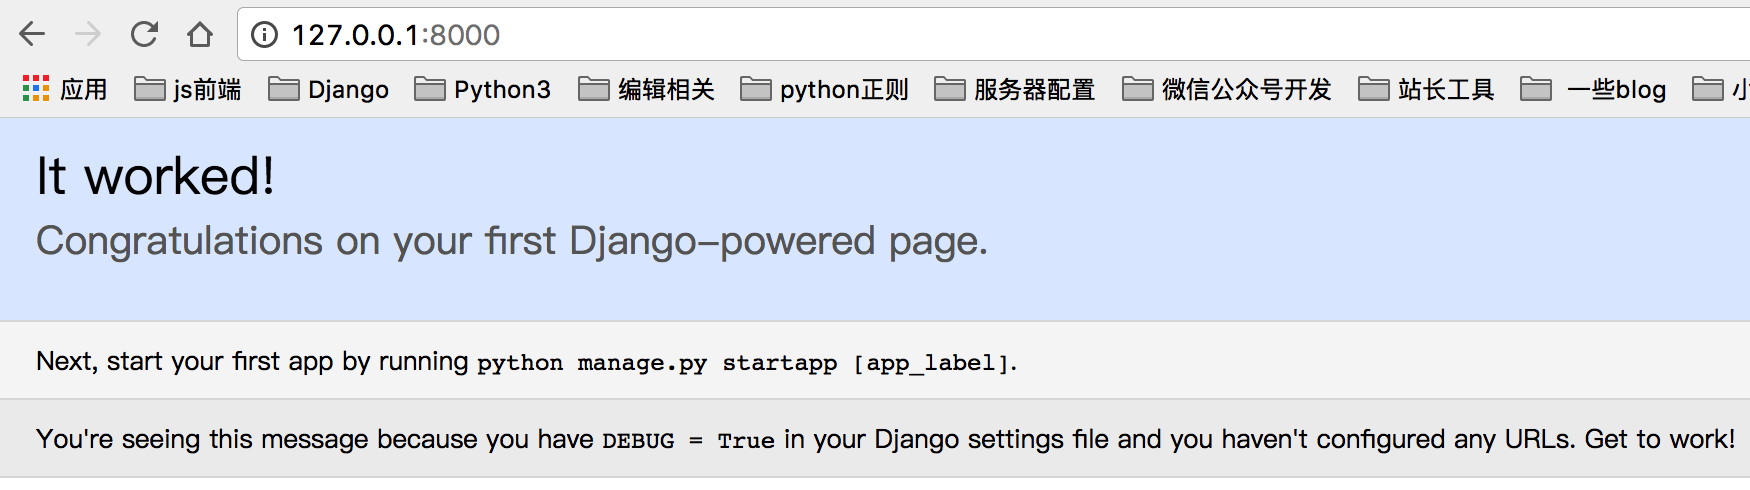 127.0.0.1:8000
应用 js前端 Django Python3 编辑相关 python正则 服务器配置 微信公众号开发 站长工具 一些blog 小
It worked!
Congratulations on your first Django-powered page.
Next, start your first app by running python manage.py startapp [app_label].
You're seeing this message because you have DEBUG = True in your Django settings file and you haven't configured any URLs. Get to work!